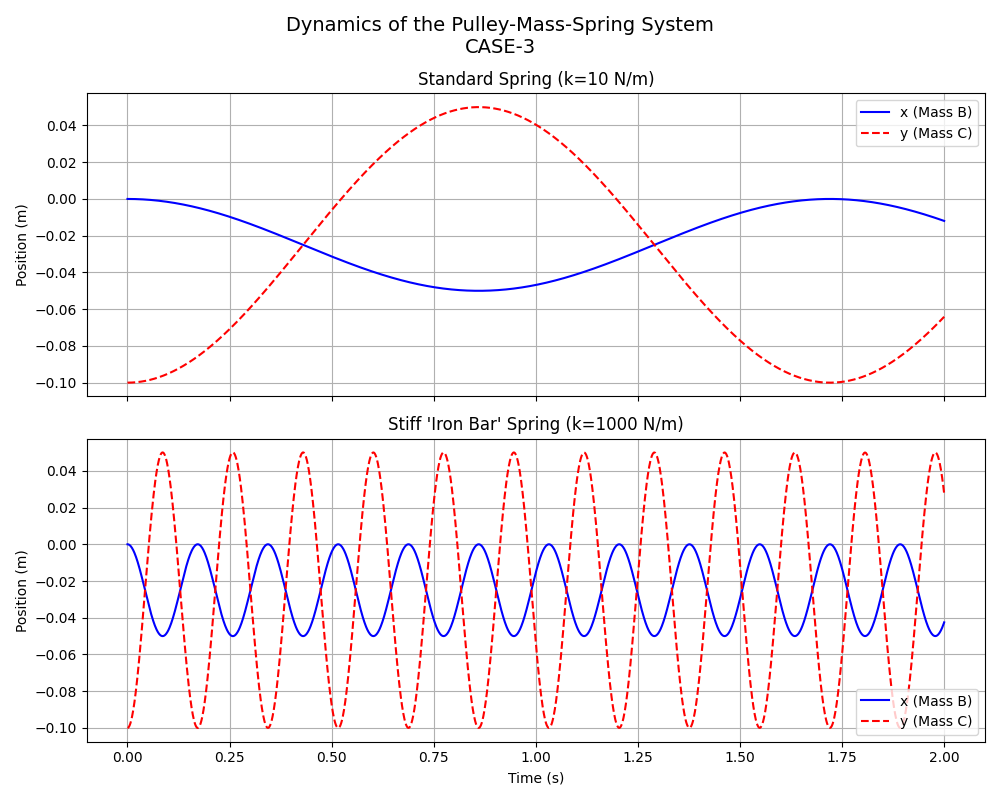 Dynamics of the Pulley-Mass-Spring System
CASE-3
Standard Spring (k=10 N/m)
x (Mass B)
y (Mass C)
Position (m)
0.04
0.02
0.00
−0.02
−0.04
−0.06
−0.08
−0.10
Stiff 'Iron Bar' Spring (k=1000 N/m)
Position (m)
0.04
0.02
0.00
−0.02
−0.04
−0.06
−0.08
−0.10
x (Mass B)
y (Mass C)
0.00 0.25 0.50 0.75 1.00 1.25 1.50 1.75 2.00
Time (s)